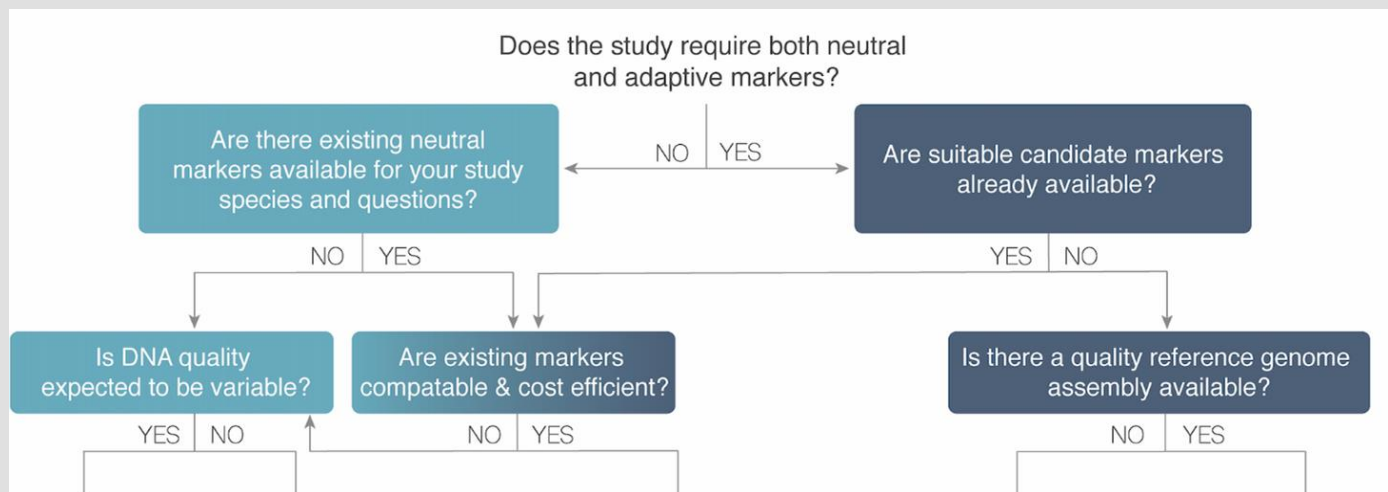 Does the study require both neutral
and adaptive markers?
Are there existing neutral
markers available for your study
species and questions?
NO
YES
Are suitable candidate markers
already available?
NO
YES
YES
NO
Is DNA quality
expected to be variable?
Are existing markers
compatable & cost efficient?
Is there a quality reference genome
assembly available?
YES
NO
NO
YES
NO
YES